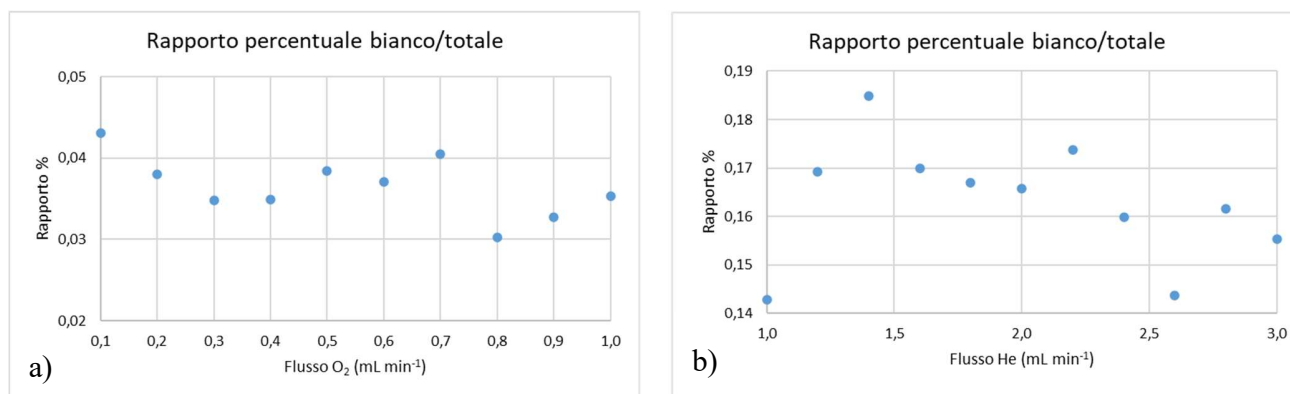 Rapporto percentuale bianco/totale
0,05
0,04
0,03
0,02
Rapporto %
0,1 0,2 0,3 0,4 0,5 0,6 0,7 0,8 0,9 1,0
Flusso O₂ (mL min⁻¹)
a)
Rapporto percentuale bianco/totale
0,19
0,18
0,17
0,16
0,15
0,14
Rapporto %
1,0 1,5 2,0 2,5 3,0
Flusso He (mL min⁻¹)
b)